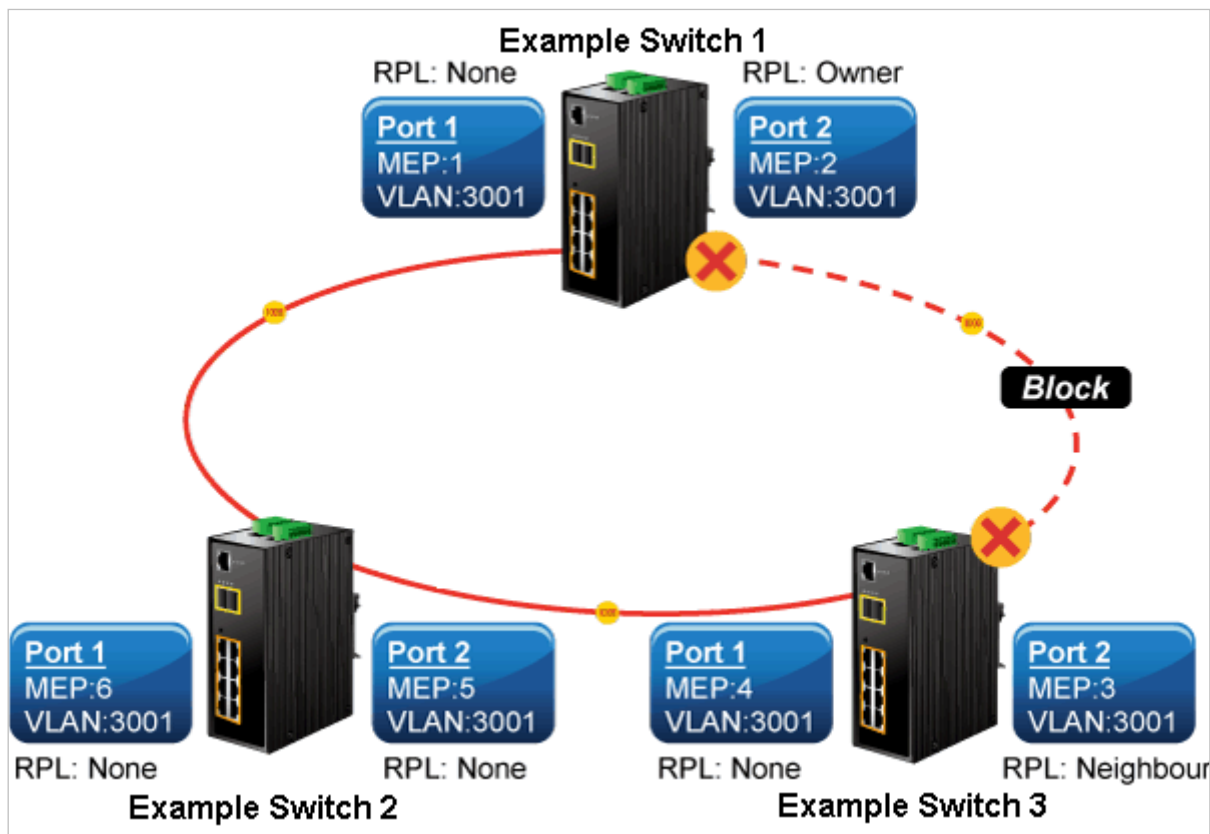 Example Switch 1
RPL: None
RPL: Owner
Port 1
MEP:1
VLAN:3001
Port 2
MEP:2
VLAN:3001
Block
Port 1
MEP:6
VLAN:3001
RPL: None
Port 2
MEP:5
VLAN:3001
RPL: None
Example Switch 2
Port 1
MEP:4
VLAN:3001
RPL: None
Port 2
MEP:3
VLAN:3001
RPL: Neighbour
Example Switch 3